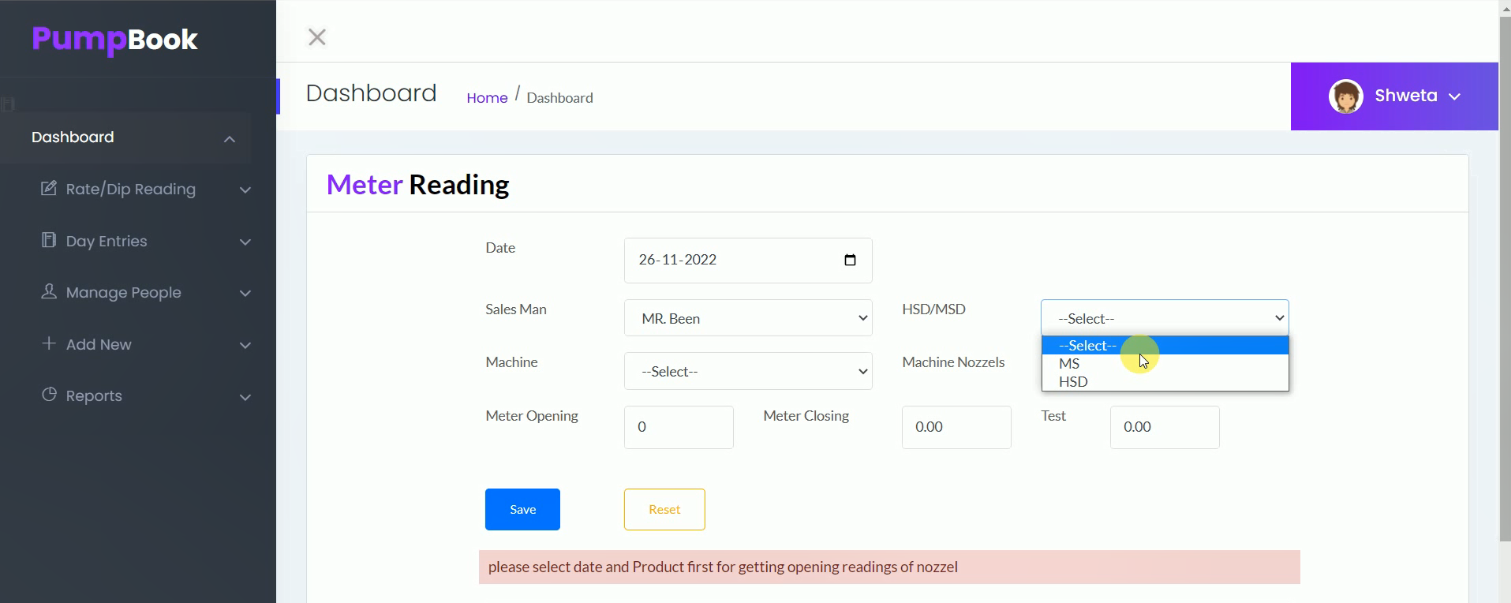 PumpBook
Dashboard
Rate/Dip Reading
Day Entries
Manage People
Add New
Reports
Dashboard Home / Dashboard
Shweta
Meter Reading
Date 26-11-2022
Sales Man MR. Been HSD/MSD --Select--
--Select--
MS
HSD
Machine --Select-- Machine Nozzels
Meter Opening 0 Meter Closing 0.00 Test 0.00
Save Reset
please select date and Product first for getting opening readings of nozzel